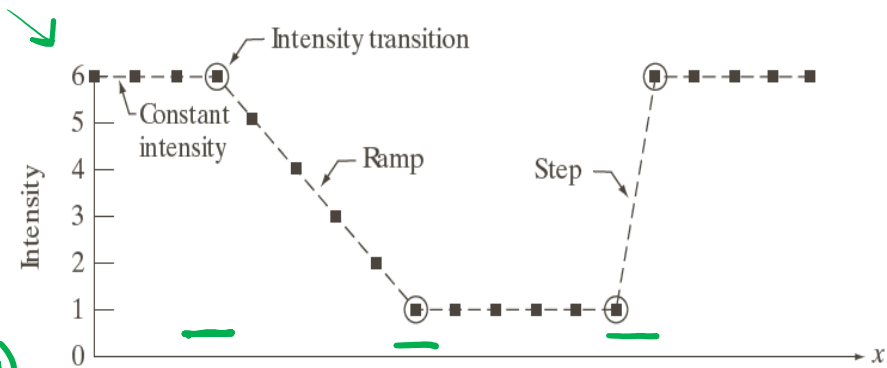 Intensity transition
6
Constant
intensity
5
Ramp
4
Step
3
2
1
0
Intensity
x